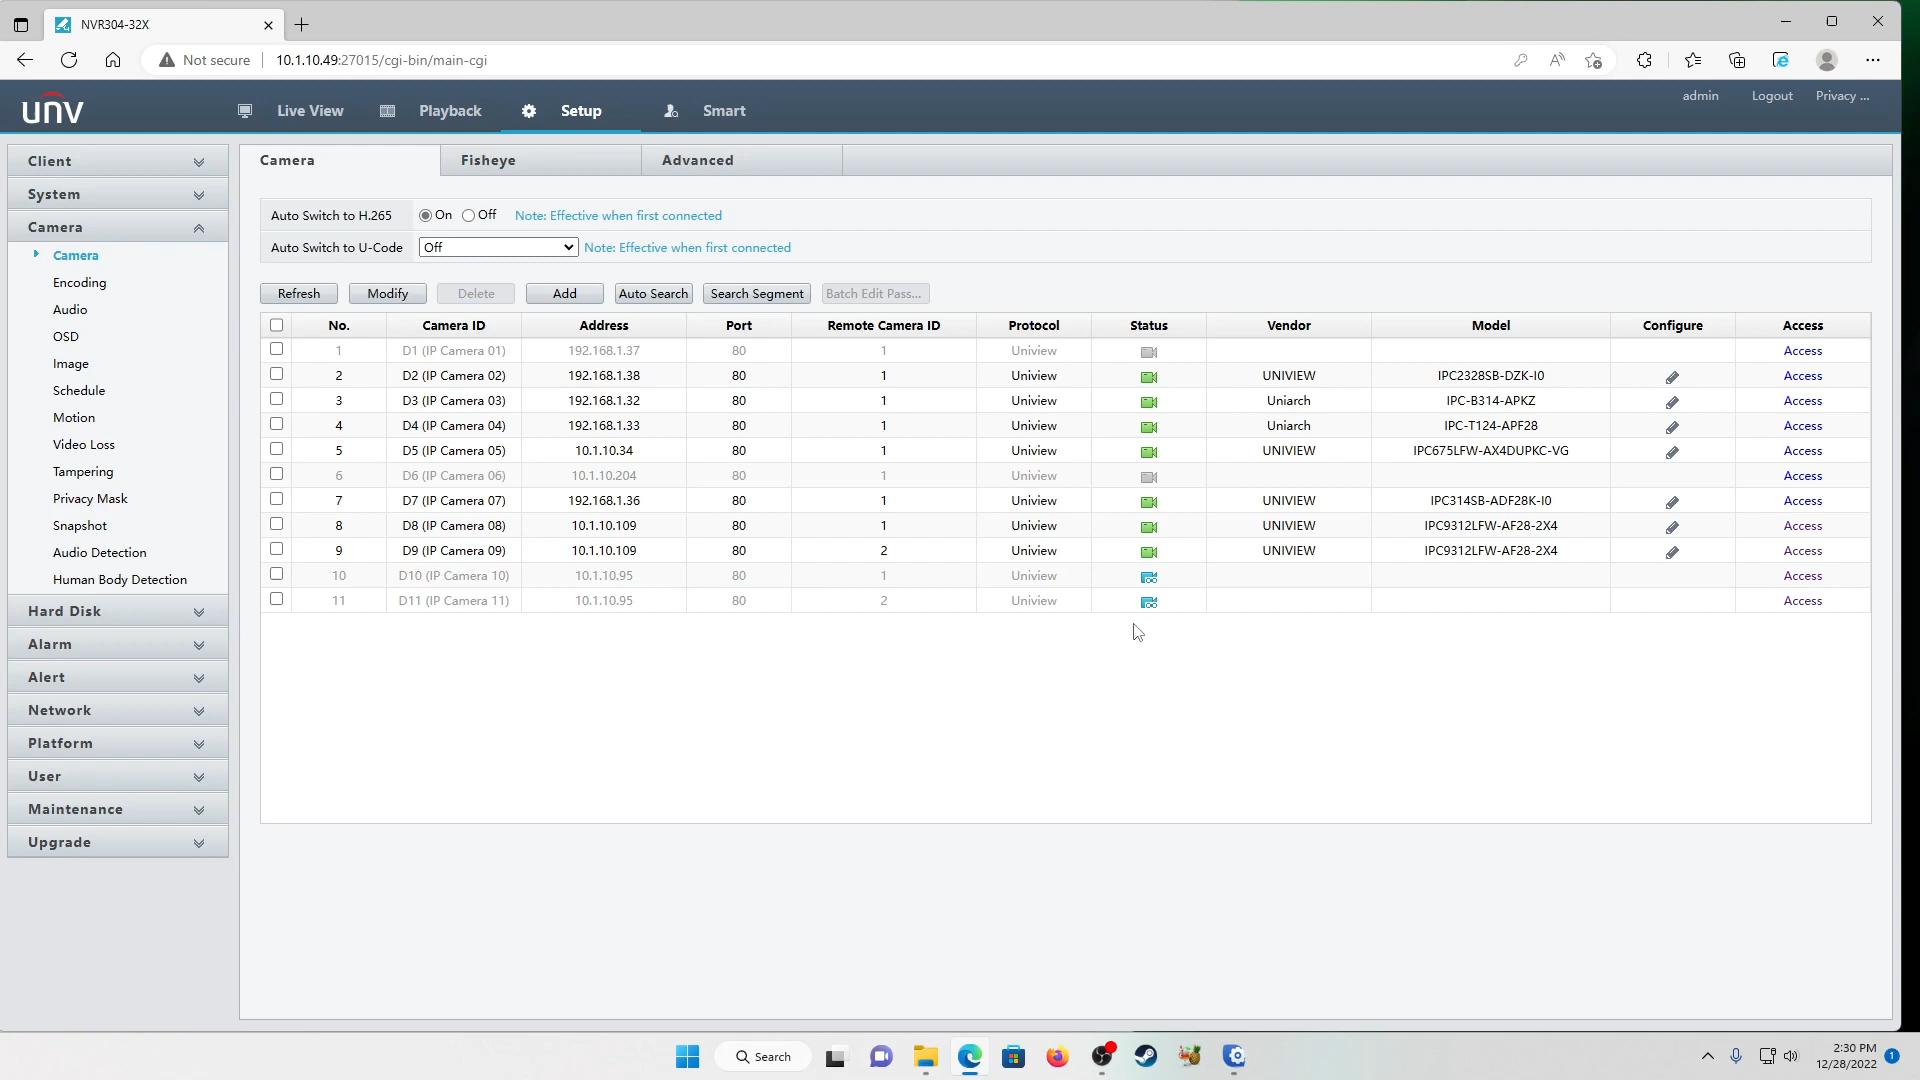 NVR304-32X
Not secure 10.1.10.49:27015/cgi-bin/main-cgi
unv Live View Playback Setup Smart admin Logout Privacy ...
Client
System
Camera
Camera
Encoding
Audio
OSD
Image
Schedule
Motion
Video Loss
Tampering
Privacy Mask
Snapshot
Audio Detection
Human Body Detection
Hard Disk
Alarm
Alert
Network
Platform
User
Maintenance
Upgrade
Camera Fisheye Advanced
Auto Switch to H.265 On Off Note: Effective when first connected
Auto Switch to U-Code Off Note: Effective when first connected
Refresh Modify Delete Add Auto Search Search Segment Batch Edit Pass...
No. Camera ID Address Port Remote Camera ID Protocol Status Vendor Model Configure Access
1 D1 (IP Camera 01) 192.168.1.37 80 1 Uniview Access
2 D2 (IP Camera 02) 192.168.1.38 80 1 Uniview UNIVIEW IPC2328SB-DZK-I0 Access
3 D3 (IP Camera 03) 192.168.1.32 80 1 Uniview Uniarch IPC-B314-APKZ Access
4 D4 (IP Camera 04) 192.168.1.33 80 1 Uniview Uniarch IPC-T124-APF28 Access
5 D5 (IP Camera 05) 10.1.10.34 80 1 Uniview UNIVIEW IPC675LFW-AX4DUPKC-VG Access
6 D6 (IP Camera 06) 10.1.10.204 80 1 Uniview Access
7 D7 (IP Camera 07) 192.168.1.36 80 1 Uniview UNIVIEW IPC314SB-ADF28K-I0 Access
8 D8 (IP Camera 08) 10.1.10.109 80 1 Uniview UNIVIEW IPC9312LFW-AF28-2X4 Access
9 D9 (IP Camera 09) 10.1.10.109 80 2 Uniview UNIVIEW IPC9312LFW-AF28-2X4 Access
10 D10 (IP Camera 10) 10.1.10.95 80 1 Uniview Access
11 D11 (IP Camera 11) 10.1.10.95 80 2 Uniview Access
Search
2:30 PM
12/28/2022
1